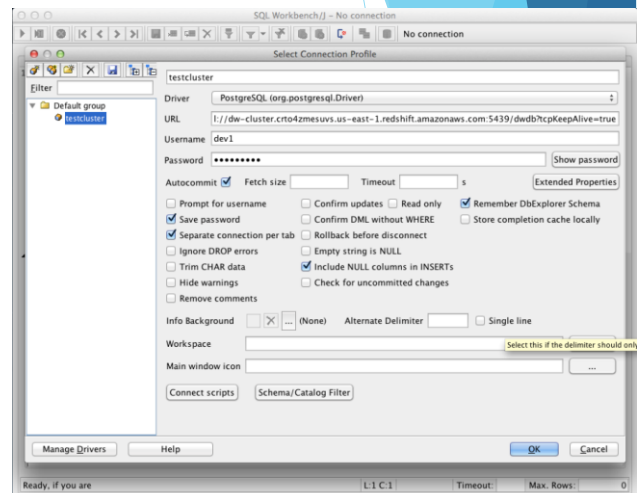 SQL Workbench/J - No connection
No connection
Select Connection Profile
testcluster
Filter
Default group
testcluster
Driver PostgreSQL (org.postgresql.Driver)
URL l://dw-cluster.crto4zmesuvs.us-east-1.redshift.amazonaws.com:5439/dwdb?tcpKeepAlive=true
Username dev1
Password ••••••••• Show password
Autocommit Fetch size Timeout s Extended Properties
Prompt for username Confirm updates Read only Remember DbExplorer Schema
Save password Confirm DML without WHERE Store completion cache locally
Separate connection per tab Rollback before disconnect
Ignore DROP errors Empty string is NULL
Trim CHAR data Include NULL columns in INSERTs
Hide warnings Check for uncommitted changes
Remove comments
Info Background ... (None) Alternate Delimiter Single line
Workspace
Select this if the delimiter should only
Main window icon ...
Connect scripts Schema/Catalog Filter
Manage Drivers Help OK Cancel
Ready, if you are L:1 C:1 Timeout: Max. Rows: 0